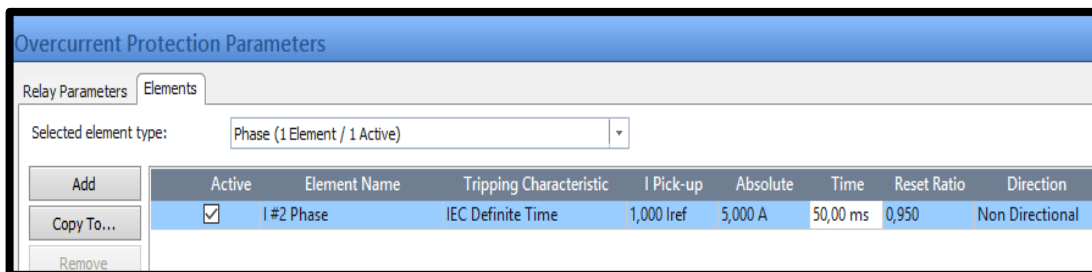 Overcurrent Protection Parameters
Relay Parameters Elements
Selected element type: Phase (1 Element / 1 Active)
Add Active Element Name Tripping Characteristic I Pick-up Absolute Time Reset Ratio Direction
Copy To... I #2 Phase IEC Definite Time 1,000 Iref 5,000 A 50,00 ms 0,950 Non Directional
Remove